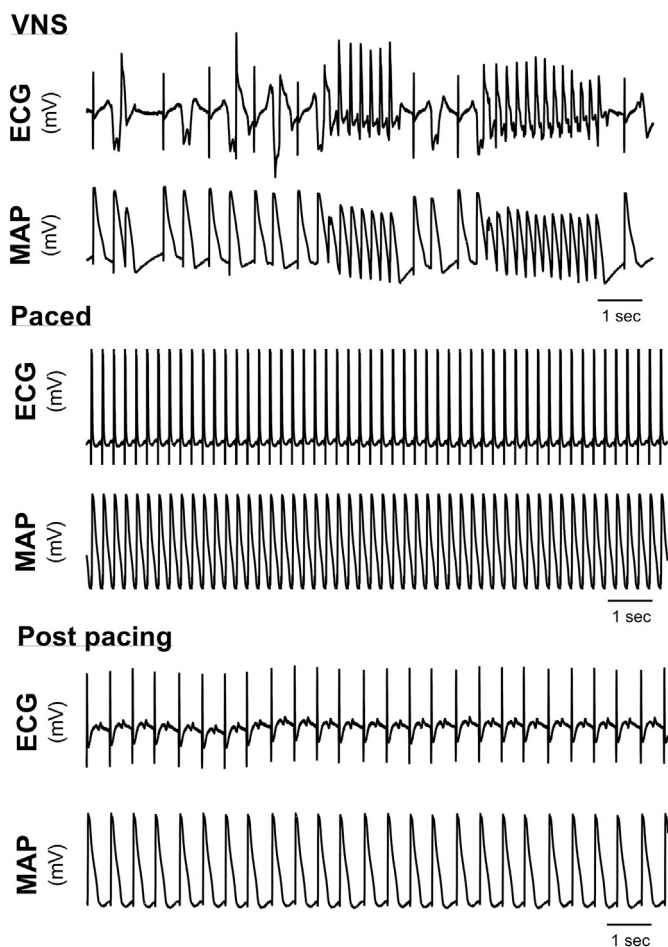 VNS
ECG
(mV)
MAP
(mV)
1 sec
Paced
ECG
(mV)
MAP
(mV)
1 sec
Post pacing
ECG
(mV)
MAP
(mV)
1 sec